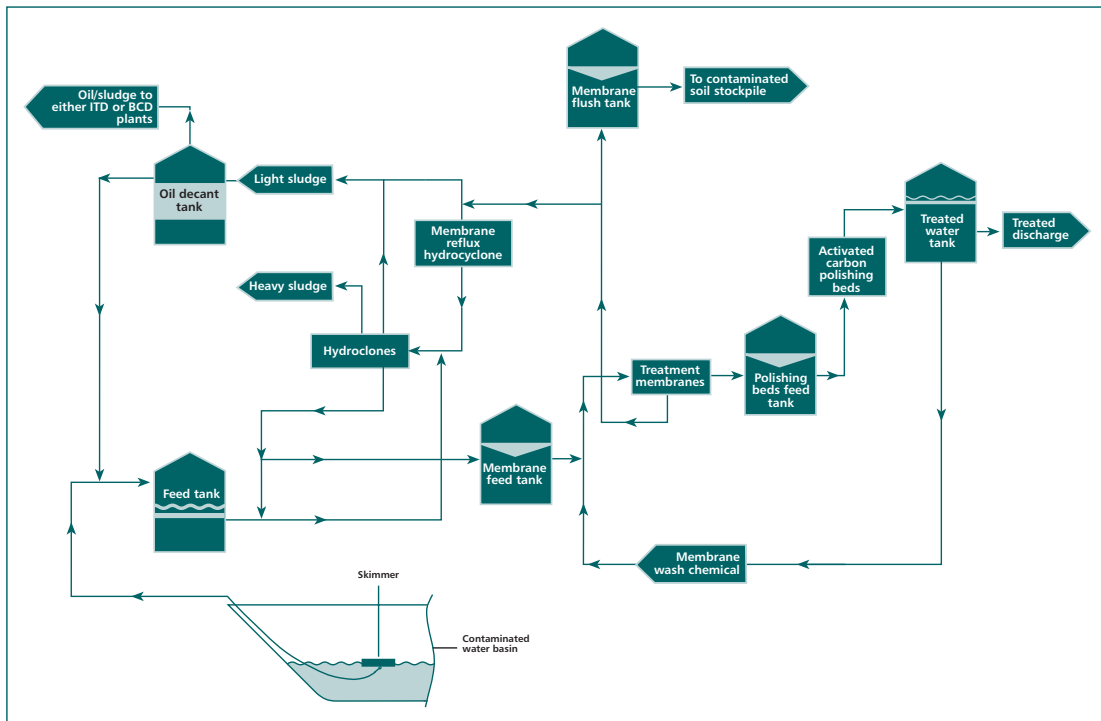 Oil/sludge to
either ITD or BCD
plants
Membrane
flush tank
To contaminated
soil stockpile
Oil decant
tank
Light sludge
Membrane
reflux
hydrocyclone
Treated
water
tank
Treated
discharge
Activated
carbon
polishing
beds
Heavy sludge
Hydroclones
Treatment
membranes
Polishing
beds feed
tank
Feed tank
Membrane
feed tank
Membrane
wash chemical
Skimmer
Contaminated
water basin